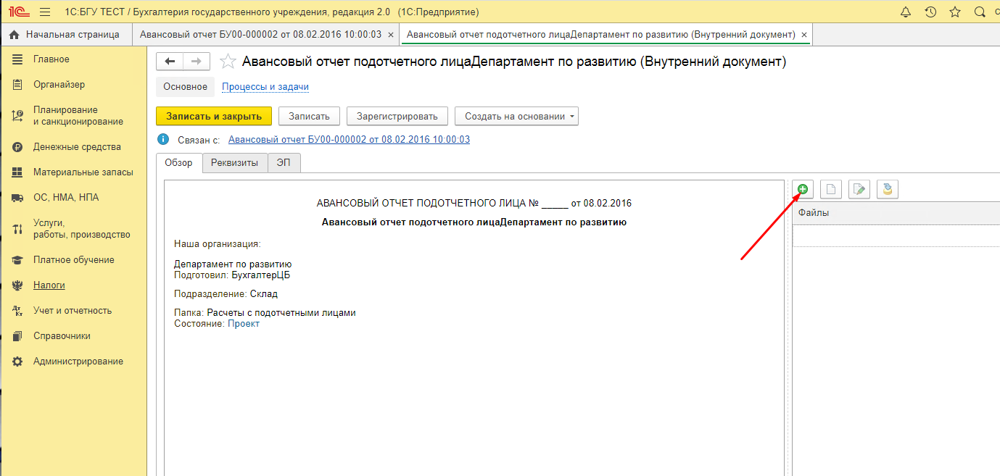 1С:БГУ ТЕСТ / Бухгалтерия государственного учреждения, редакция 2.0 (1С:Предприятие)
Начальная страница
Авансовый отчет БУ00-000002 от 08.02.2016 10:00:03 ×
Авансовый отчет подотчетного лицаДепартамент по развитию (Внутренний документ) ×
Главное
Органайзер
Планирование
и санкционирование
Денежные средства
Материальные запасы
ОС, НМА, НПА
Услуги,
работы, производство
Платное обучение
Налоги
Учет и отчетность
Справочники
Администрирование
Авансовый отчет подотчетного лицаДепартамент по развитию (Внутренний документ)
Основное Процессы и задачи
Записать и закрыть Записать Зарегистрировать Создать на основании
Связан с: Авансовый отчет БУ00-000002 от 08.02.2016 10:00:03
Обзор Реквизиты ЭП
АВАНСОВЫЙ ОТЧЕТ ПОДОТЧЕТНОГО ЛИЦА № _____ от 08.02.2016
Авансовый отчет подотчетного лицаДепартамент по развитию
Наша организация:
Департамент по развитию
Подготовил: БухгалтерЦБ
Подразделение: Склад
Папка: Расчеты с подотчетными лицами
Состояние: Проект
Файлы